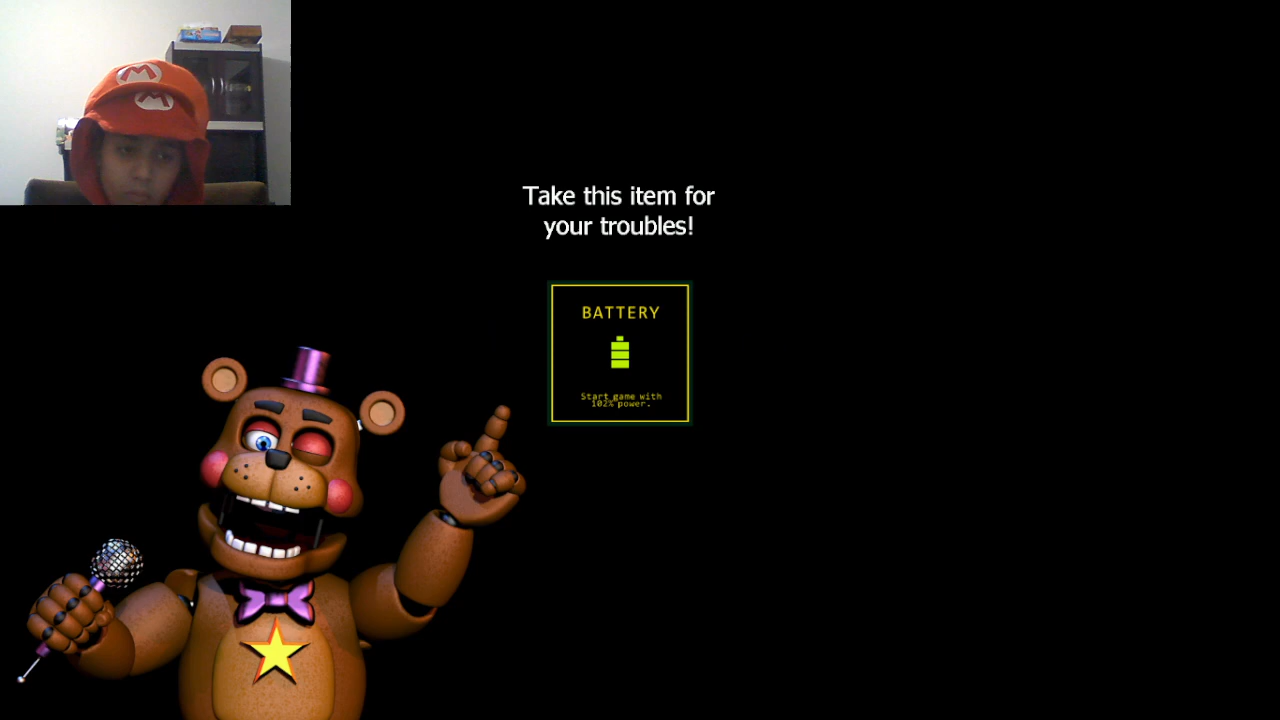 M
M
Take this item for
your troubles!
BATTERY
Start game with
102% power.